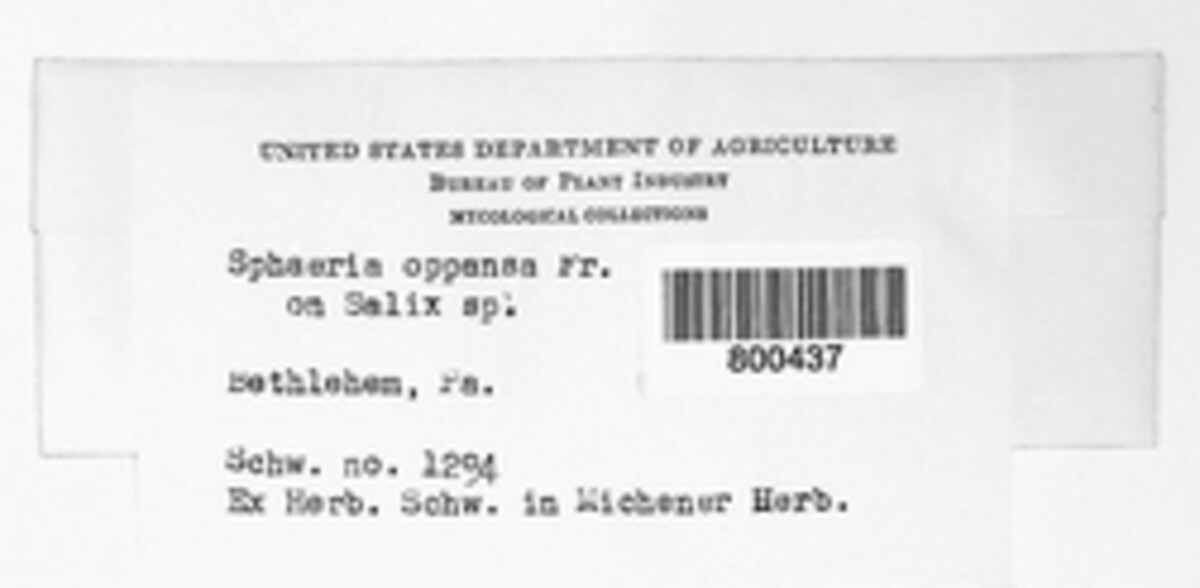 UNITED STATES DEPARTMENT OF AGRICULTURE
BUREAU OF PLANT INDUSTRY
MYCOLOGICAL COLLECTIONS
Sphaeria oppansa Fr.
on Salix sp.
800437
Bethlehem, Pa.
Schw. no. 1294
Ex Herb. Schw. in Michener Herb.